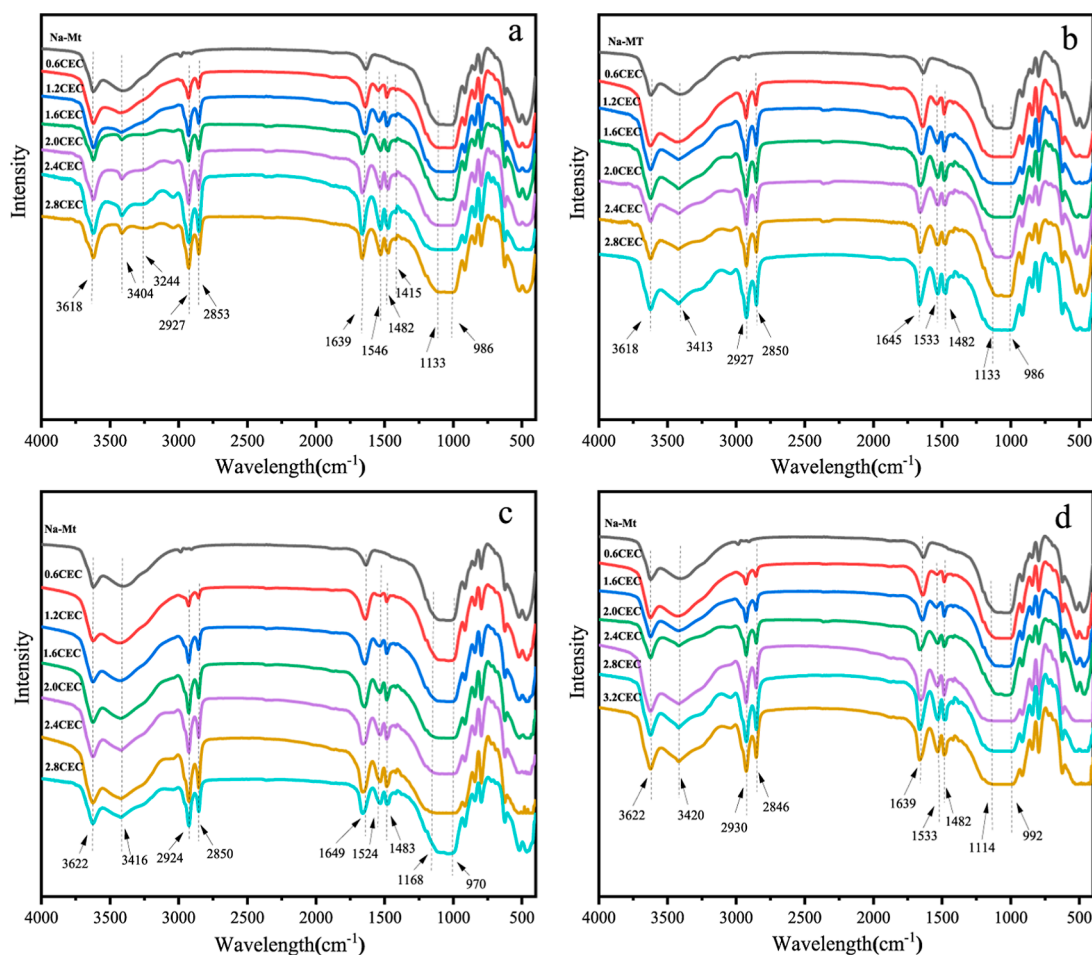 a
Na-Mt
0.6CEC
1.2CEC
1.6CEC
2.0CEC
2.4CEC
2.8CEC
Intensity
3618
3404
3244
2927
2853
1639
1546
1482
1415
1133
986
4000 3500 3000 2500 2000 1500 1000 500
Wavelength(cm⁻¹)
b
Na-MT
0.6CEC
1.2CEC
1.6CEC
2.0CEC
2.4CEC
2.8CEC
Intensity
3618
3413
2927
2850
1645
1533
1482
1133
986
4000 3500 3000 2500 2000 1500 1000 500
Wavelength(cm⁻¹)
c
Na-Mt
0.6CEC
1.2CEC
1.6CEC
2.0CEC
2.4CEC
2.8CEC
Intensity
3622
3416
2924
2850
1649
1524
1483
1168
970
4000 3500 3000 2500 2000 1500 1000 500
Wavelength(cm⁻¹)
d
Na-Mt
0.6CEC
1.6CEC
2.0CEC
2.4CEC
2.8CEC
3.2CEC
Intensity
3622
3420
2930
2846
1639
1533
1482
1114
992
4000 3500 3000 2500 2000 1500 1000 500
Wavelength(cm⁻¹)